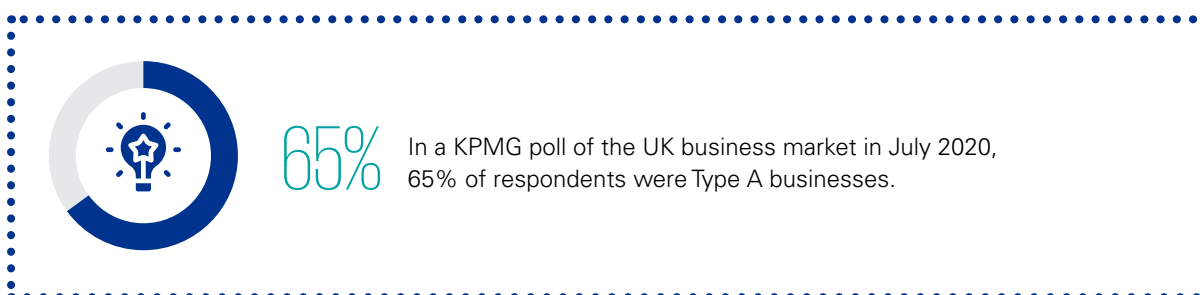 65%
In a KPMG poll of the UK business market in July 2020,
65% of respondents were Type A businesses.